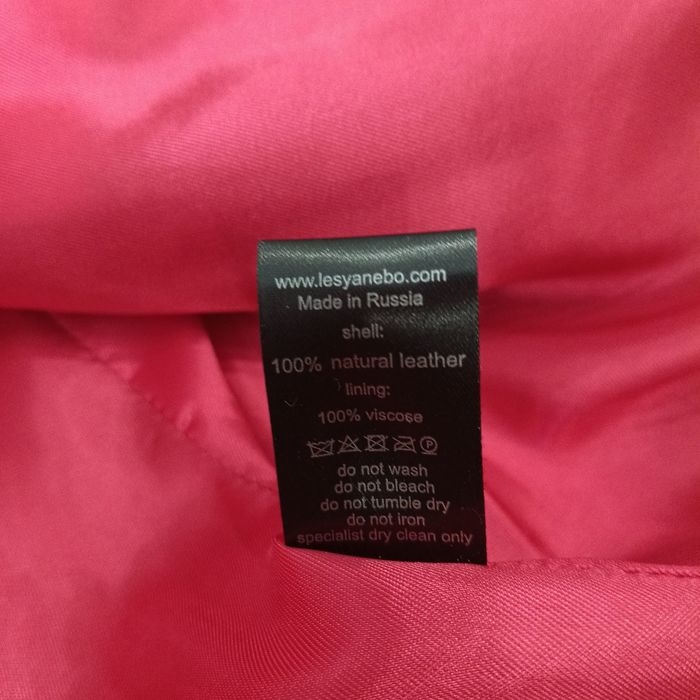 www.lesyanebo.com
Made in Russia
shell:
100% natural leather
lining:
100% viscose
P
do not wash
do not bleach
do not tumble dry
do not iron
specialist dry clean only